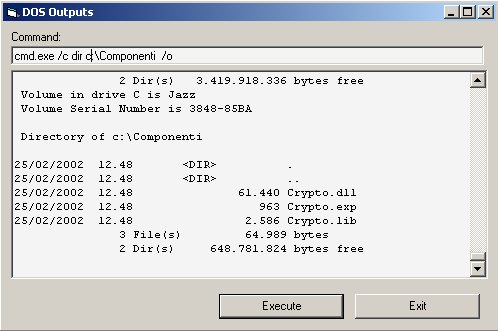 DOS Outputs
Command:
cmd.exe /c dir c:\Componenti /o
2 Dir(s) 3.419.918.336 bytes free
Volume in drive C is Jazz
Volume Serial Number is 3848-85BA
Directory of c:\Componenti
25/02/2002 12.48 <DIR> .
25/02/2002 12.48 <DIR> ..
25/02/2002 12.48 61.440 Crypto.dll
25/02/2002 12.48 963 Crypto.exp
25/02/2002 12.48 2.586 Crypto.lib
3 File(s) 64.989 bytes
2 Dir(s) 648.781.824 bytes free
Execute Exit